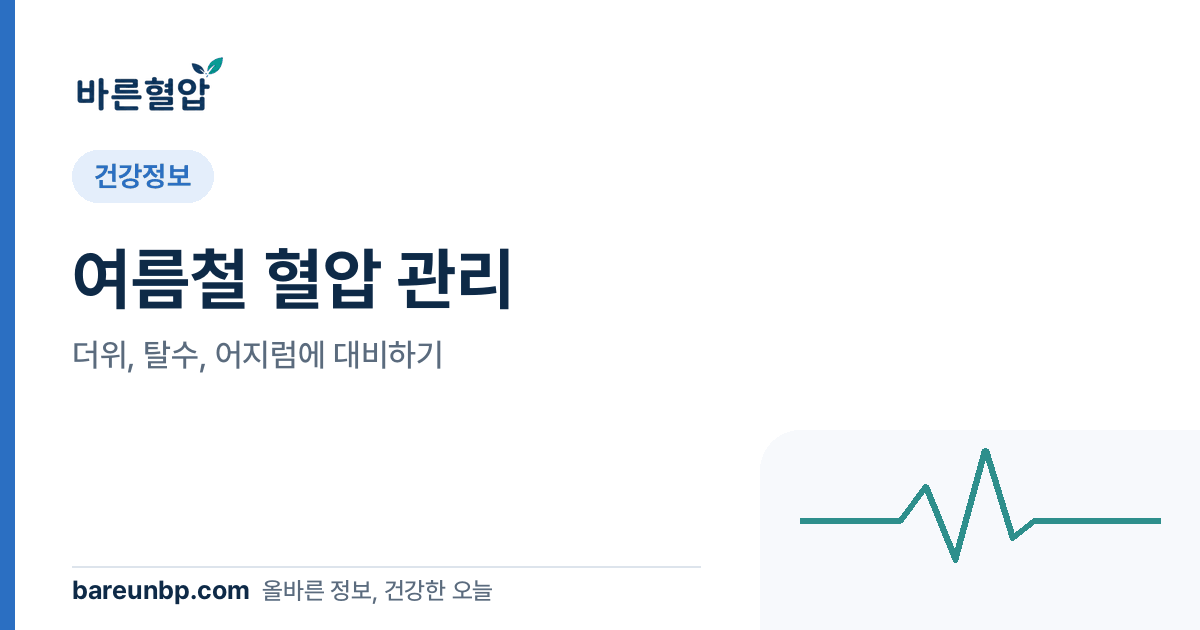 바른혈압
건강정보
여름철 혈압 관리
더위, 탈수, 어지럼에 대비하기
bareunbp.com 올바른 정보, 건강한 오늘